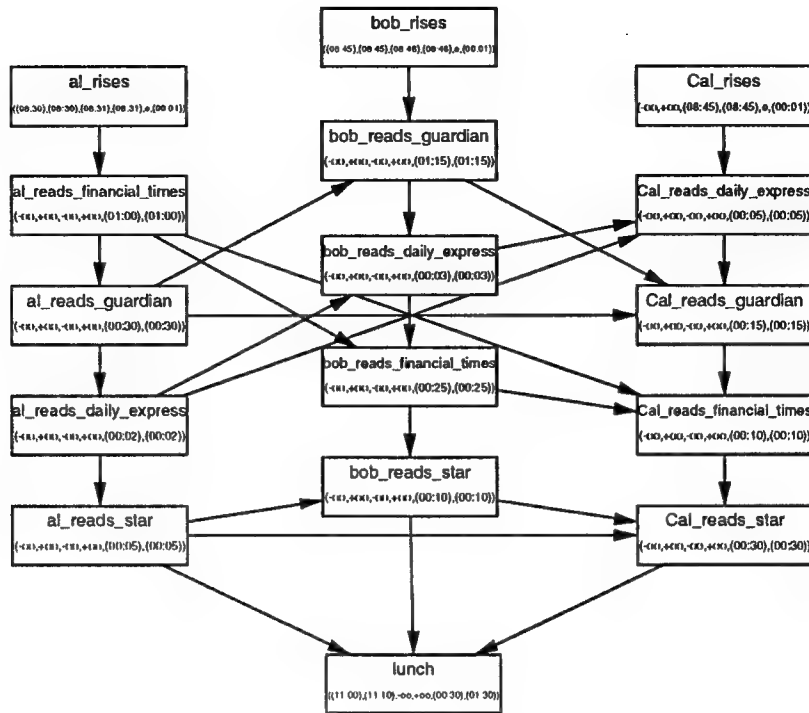 bob_rises
((08:45),(08:45),(08:46),(08:46),e,(00:01))
al_rises
((08:30),(08:30),(08:31),(08:31),e,(00:01))
Cal_rises
(-∞,+∞,(08:45),(08:45),e,(00:01))
bob_reads_guardian
(-∞,+∞,-∞,+∞,(01:15),(01:15))
al_reads_financial_times
(-∞,+∞,-∞,+∞,(01:00),(01:00))
Cal_reads_daily_express
(-∞,+∞,-∞,+∞,(00:05),(00:05))
bob_reads_daily_express
(-∞,+∞,-∞,+∞,(00:03),(00:03))
al_reads_guardian
(-∞,+∞,-∞,+∞,(00:30),(00:30))
Cal_reads_guardian
(-∞,+∞,-∞,+∞,(00:15),(00:15))
bob_reads_financial_times
(-∞,+∞,-∞,+∞,(00:25),(00:25))
al_reads_daily_express
(-∞,+∞,-∞,+∞,(00:02),(00:02))
Cal_reads_financial_times
(-∞,+∞,-∞,+∞,(00:10),(00:10))
bob_reads_star
(-∞,+∞,-∞,+∞,(00:10),(00:10))
al_reads_star
(-∞,+∞,-∞,+∞,(00:05),(00:05))
Cal_reads_star
(-∞,+∞,-∞,+∞,(00:30),(00:30))
lunch
((11:00),(11:10),-∞,+∞,(00:30),(01:30))